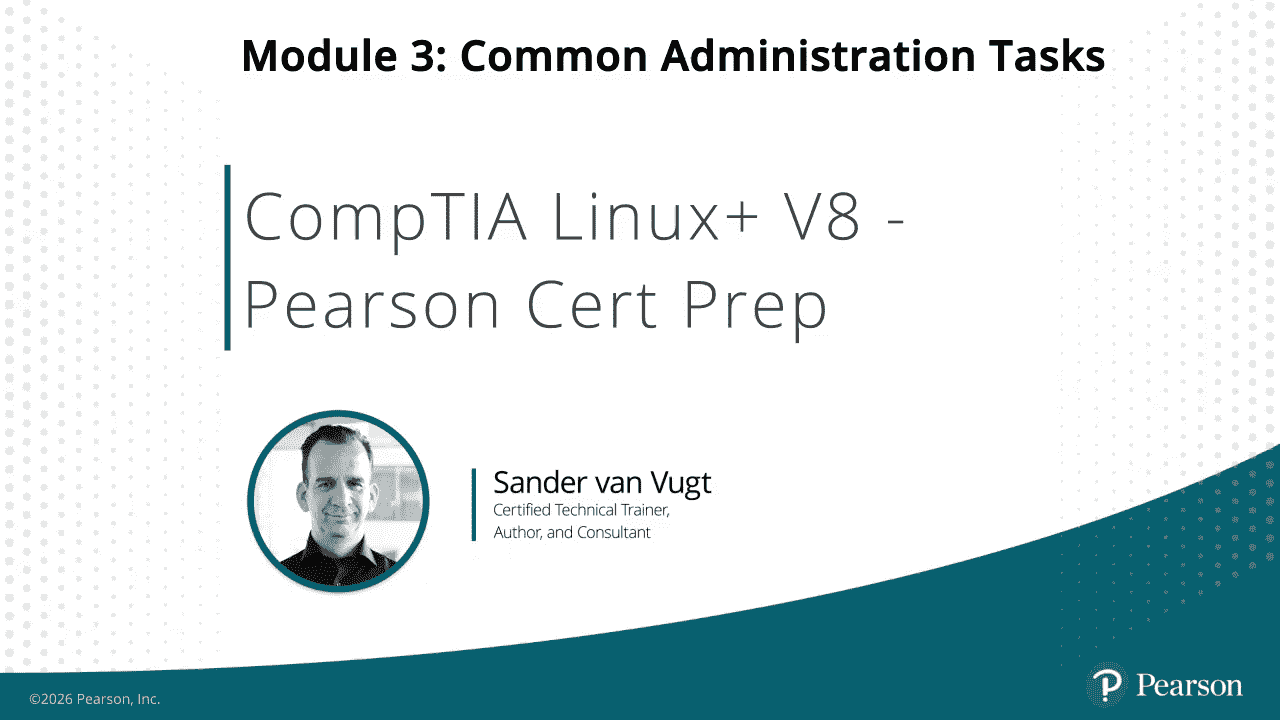 Module 3: Common Administration Tasks
CompTIA Linux+ V8 -
Pearson Cert Prep
Sander van Vugt
Certified Technical Trainer,
Author, and Consultant
©2026 Pearson, Inc.
Pearson